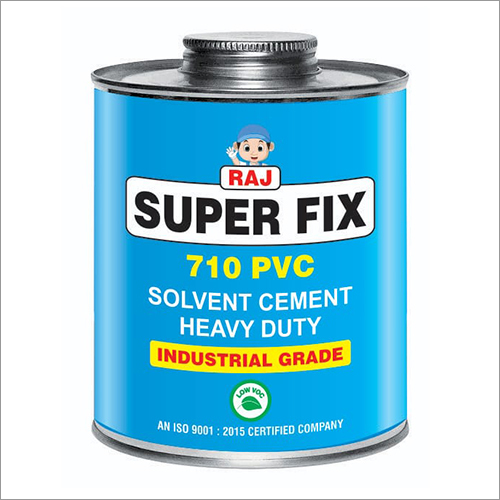 RAJ
SUPER FIX
710 PVC
SOLVENT CEMENT
HEAVY DUTY
INDUSTRIAL GRADE
LOW VOC
AN ISO 9001 : 2015 CERTIFIED COMPANY